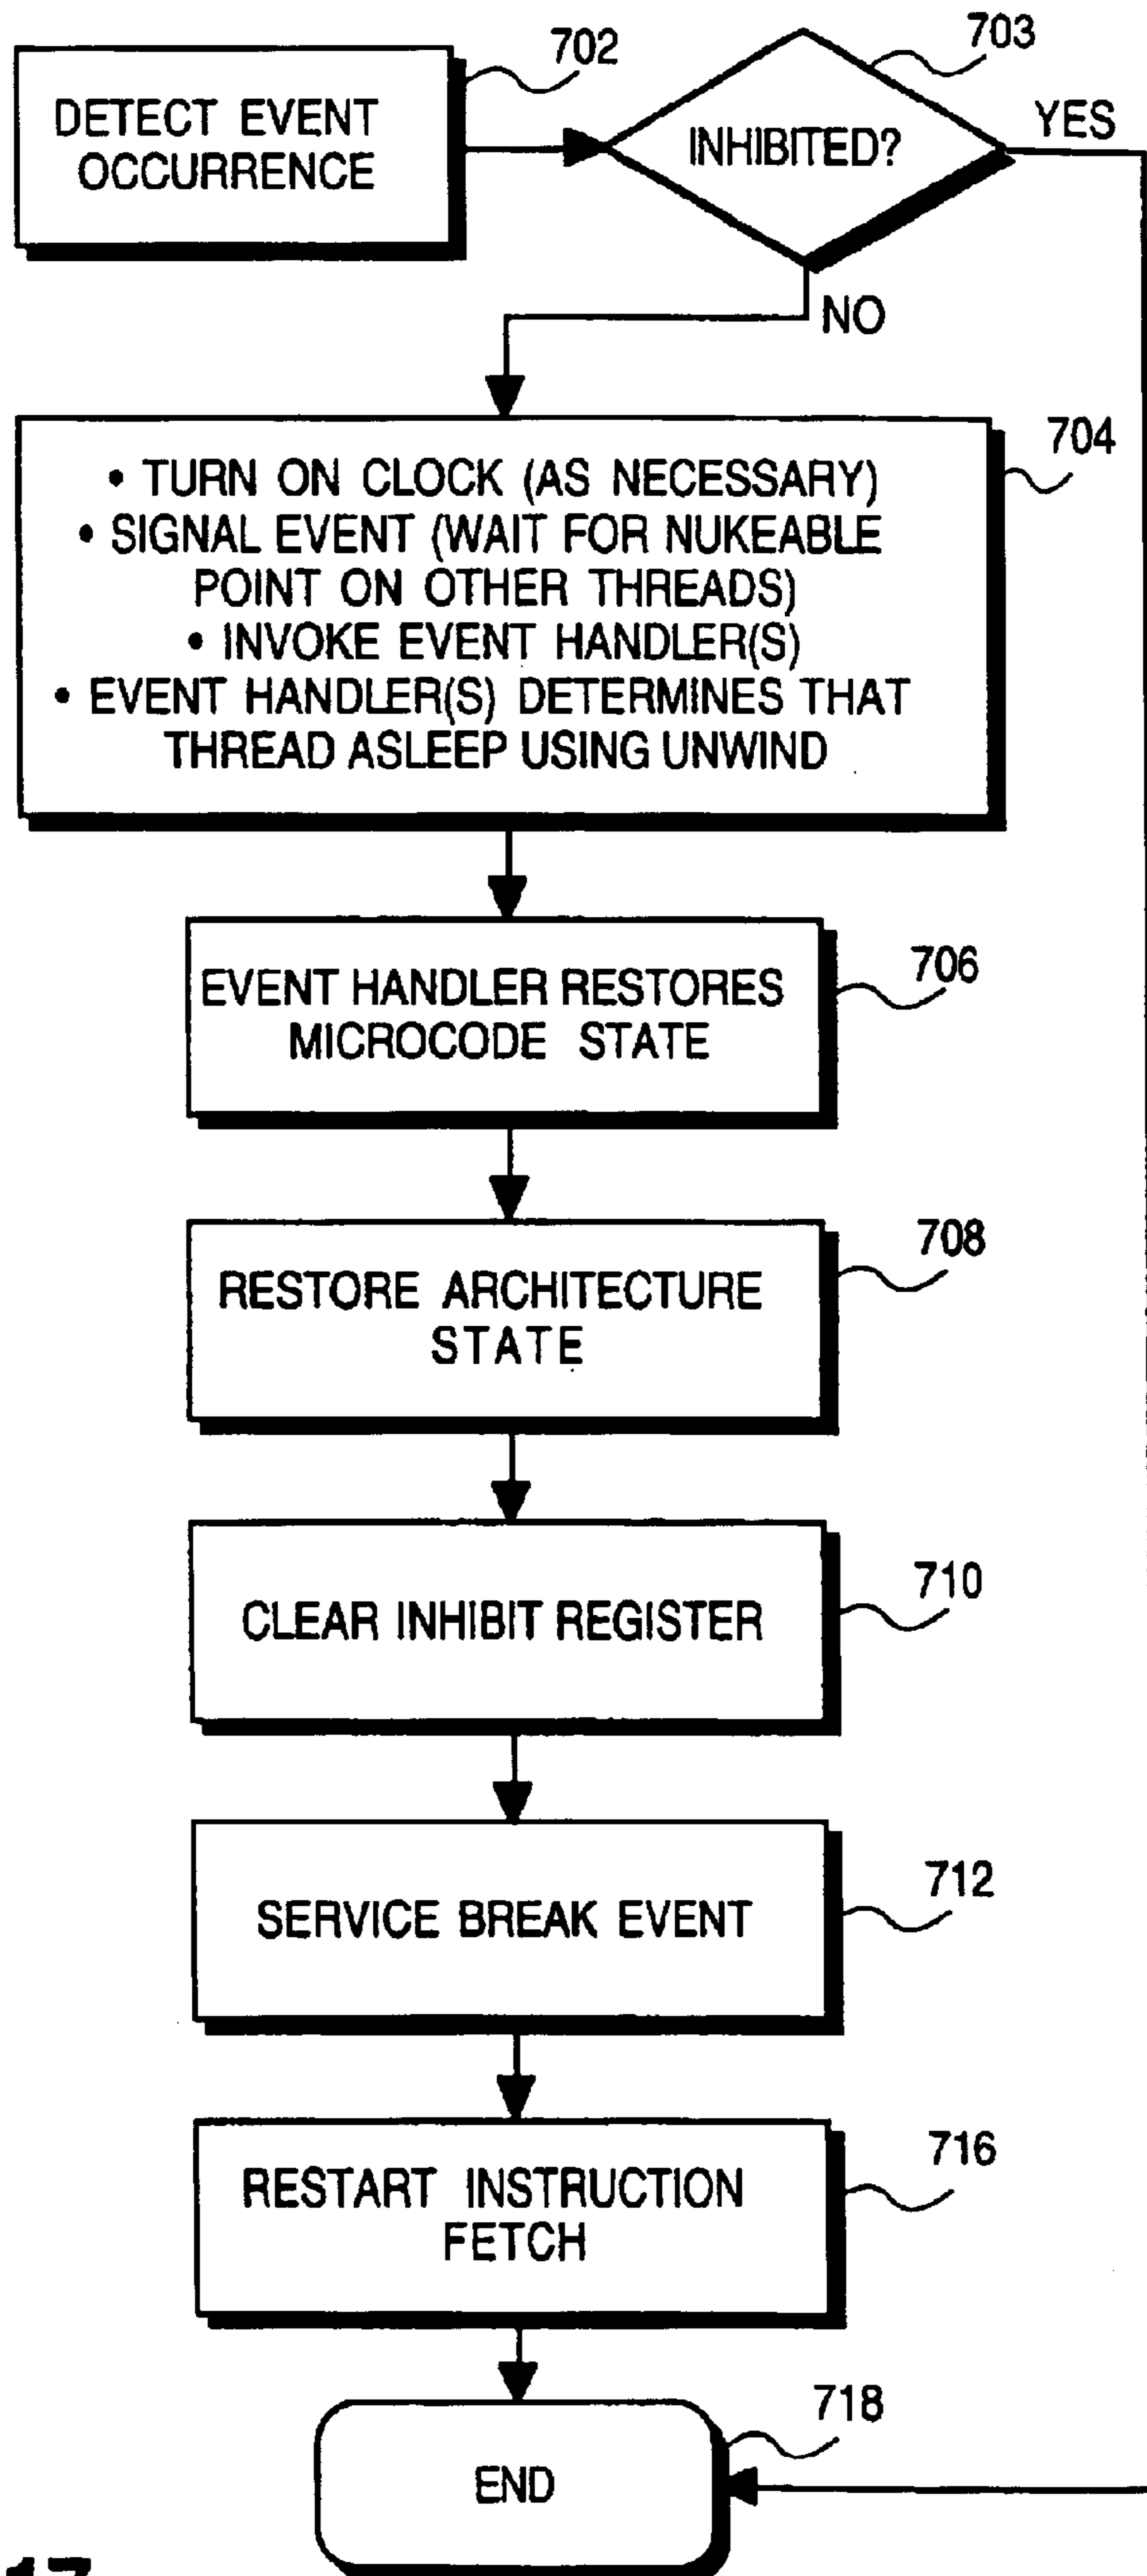 702
703
DETECT EVENT
OCCURRENCE
INHIBITED?
YES
NO
704
• TURN ON CLOCK (AS NECESSARY)
• SIGNAL EVENT (WAIT FOR NUKEABLE
POINT ON OTHER THREADS)
• INVOKE EVENT HANDLER(S)
• EVENT HANDLER(S) DETERMINES THAT
THREAD ASLEEP USING UNWIND
706
EVENT HANDLER RESTORES
MICROCODE STATE
708
RESTORE ARCHITECTURE
STATE
710
CLEAR INHIBIT REGISTER
712
SERVICE BREAK EVENT
716
RESTART INSTRUCTION
FETCH
718
END
17